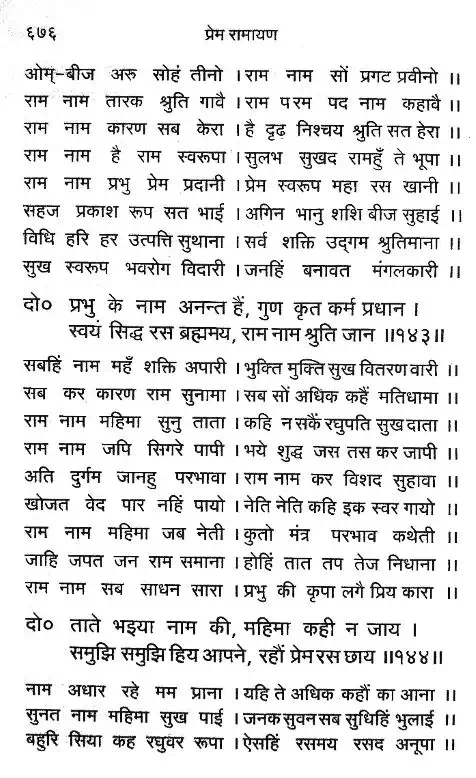 ६७६
प्रेम रामायण
ओम्-बीज अरू सोहं तीनो । राम नाम सों प्रगट प्रवीनो ॥
राम नाम तारक श्रुति गावै । राम परम पद नाम कहावै ॥
राम नाम कारण सब केरा । है दृढ़ निश्चय श्रुति सत हेरा ॥
राम नाम है राम स्वरूपा । सुलभ सुखद रामहुँ ते भूपा ॥
राम नाम प्रभु प्रेम प्रदानी । प्रेम स्वरूप महा रस खानी ॥
सहज प्रकाश रूप सत भाई । अगिन भानु शशि बीज सुहाई ॥
विधि हरि हर उत्पत्ति सुथाना । सर्व शक्ति उद्‌गम श्रुतिमाना ॥
सुख स्वरूप भवरोग विदारी । जनहिं बनावत मंगलकारी ॥
दो० प्रभु के नाम अनन्त हैं, गुण कृत कर्म प्रधान ।
स्वयं सिद्ध रस ब्रह्ममय, राम नाम श्रुति जान ॥१४३॥
सबहिं नाम महँ शक्ति अपारी । भुक्ति मुक्ति सुख वितरण वारी ॥
सब कर कारण राम सुनामा । सब सों अधिक कहैं मतिधामा ॥
राम नाम महिमा सुनु ताता । कहि न सकैं रघुपति सुख दाता ॥
राम नाम जपि सिगरे पापी । भये शुद्ध जस तस कर जापी ॥
अति दुर्गम जानहु परभावा । राम नाम कर विशद सुहावा ॥
खोजत वेद पार नहिं पायो । नेति नेति कहि इक स्वर गायो ॥
राम नाम महिमा जब नेती । कुतो मंत्र परभाव कथेती ॥
जाहि जपत जन राम समाना । होहिं तात तप तेज निधाना ॥
राम नाम सब साधन सारा । प्रभु की कृपा लगै प्रिय कारा ॥
दो० ताते भइया नाम की, महिमा कही न जाय ।
समुझि समुझि हिय आपने, रहौं प्रेम रस छाय ॥१४४॥
नाम अधार रहे मम प्राना । यहि ते अधिक कहौं का आना ॥
सुनत नाम महिमा सुख पाई । जनक सुवन सब सुधिहिं भुलाई ॥
बहुरि सिया कह रघुवर रूपा । ऐसहिं रसमय रसद अनूपा ॥